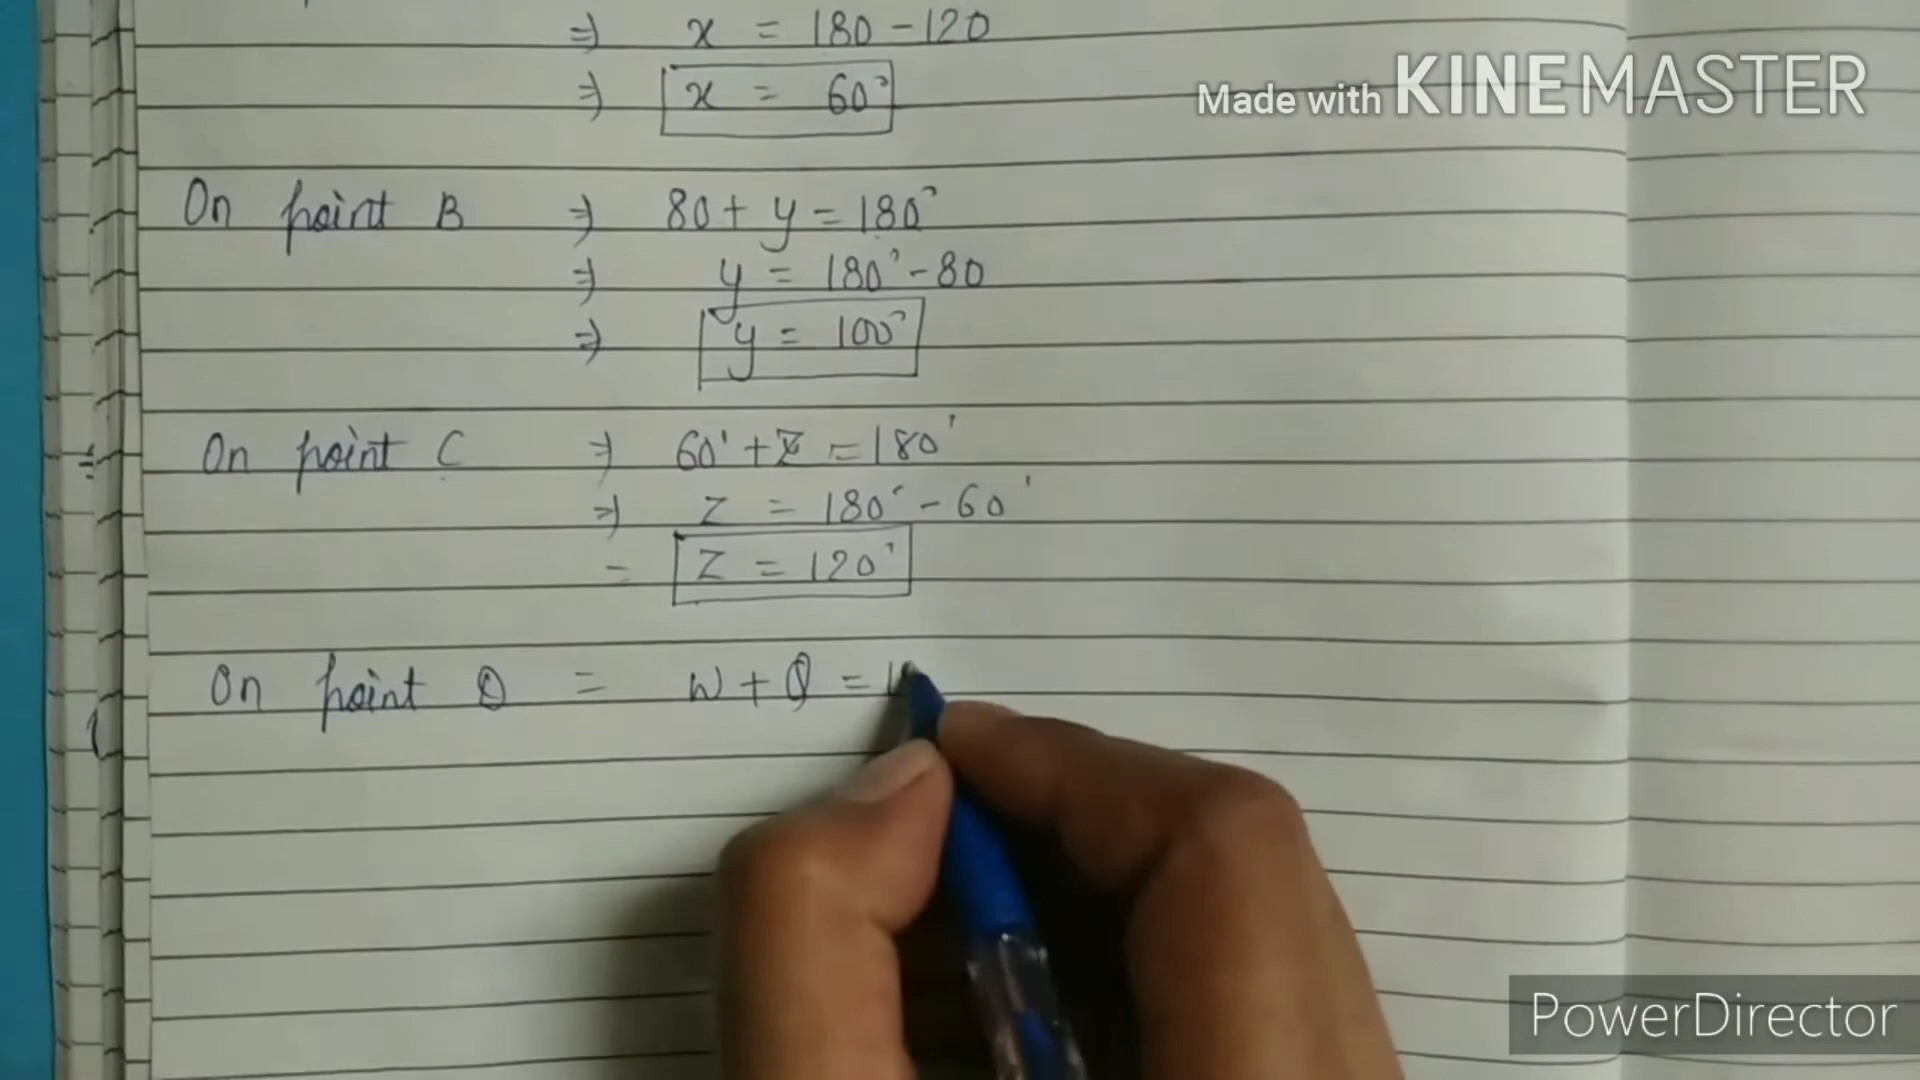 ⇒ x = 180 - 120
⇒ x = 60°
Made with KINEMASTER
On point B ⇒ 80 + y = 180°
⇒ y = 180° - 80
⇒ y = 100°
On point C ⇒ 60° + Z = 180°
⇒ Z = 180° - 60°
= Z = 120°
On point Q = W + Q = 1
PowerDirector